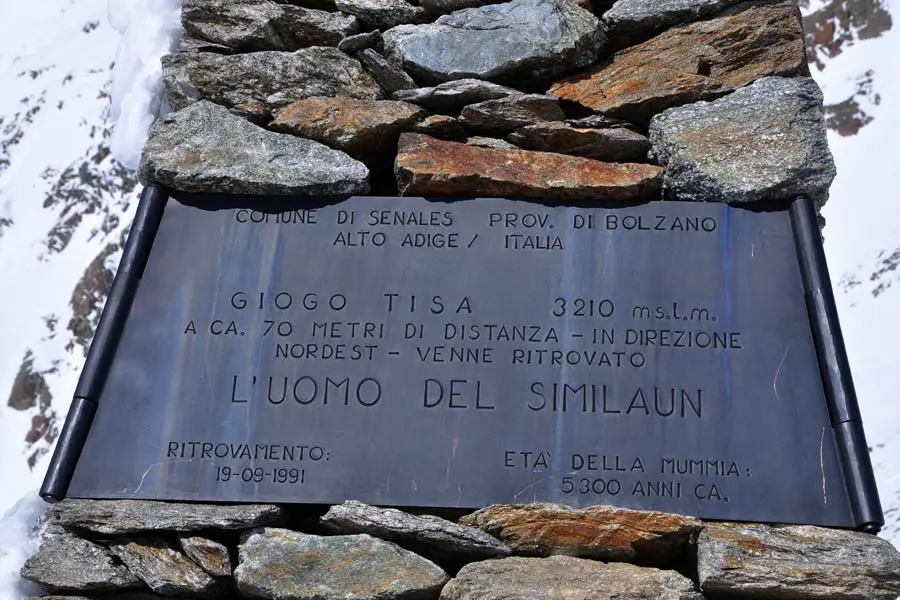 COMUNE DI SENALES PROV. DI BOLZANO
ALTO ADIGE / ITALIA
GIOGO TISA 3210 m s.l.m.
A CA. 70 METRI DI DISTANZA - IN DIREZIONE
NORDEST - VENNE RITROVATO
L'UOMO DEL SIMILAUN
RITROVAMENTO:
19-09-1991
ETÀ DELLA MUMMIA:
5.300 ANNI CA.